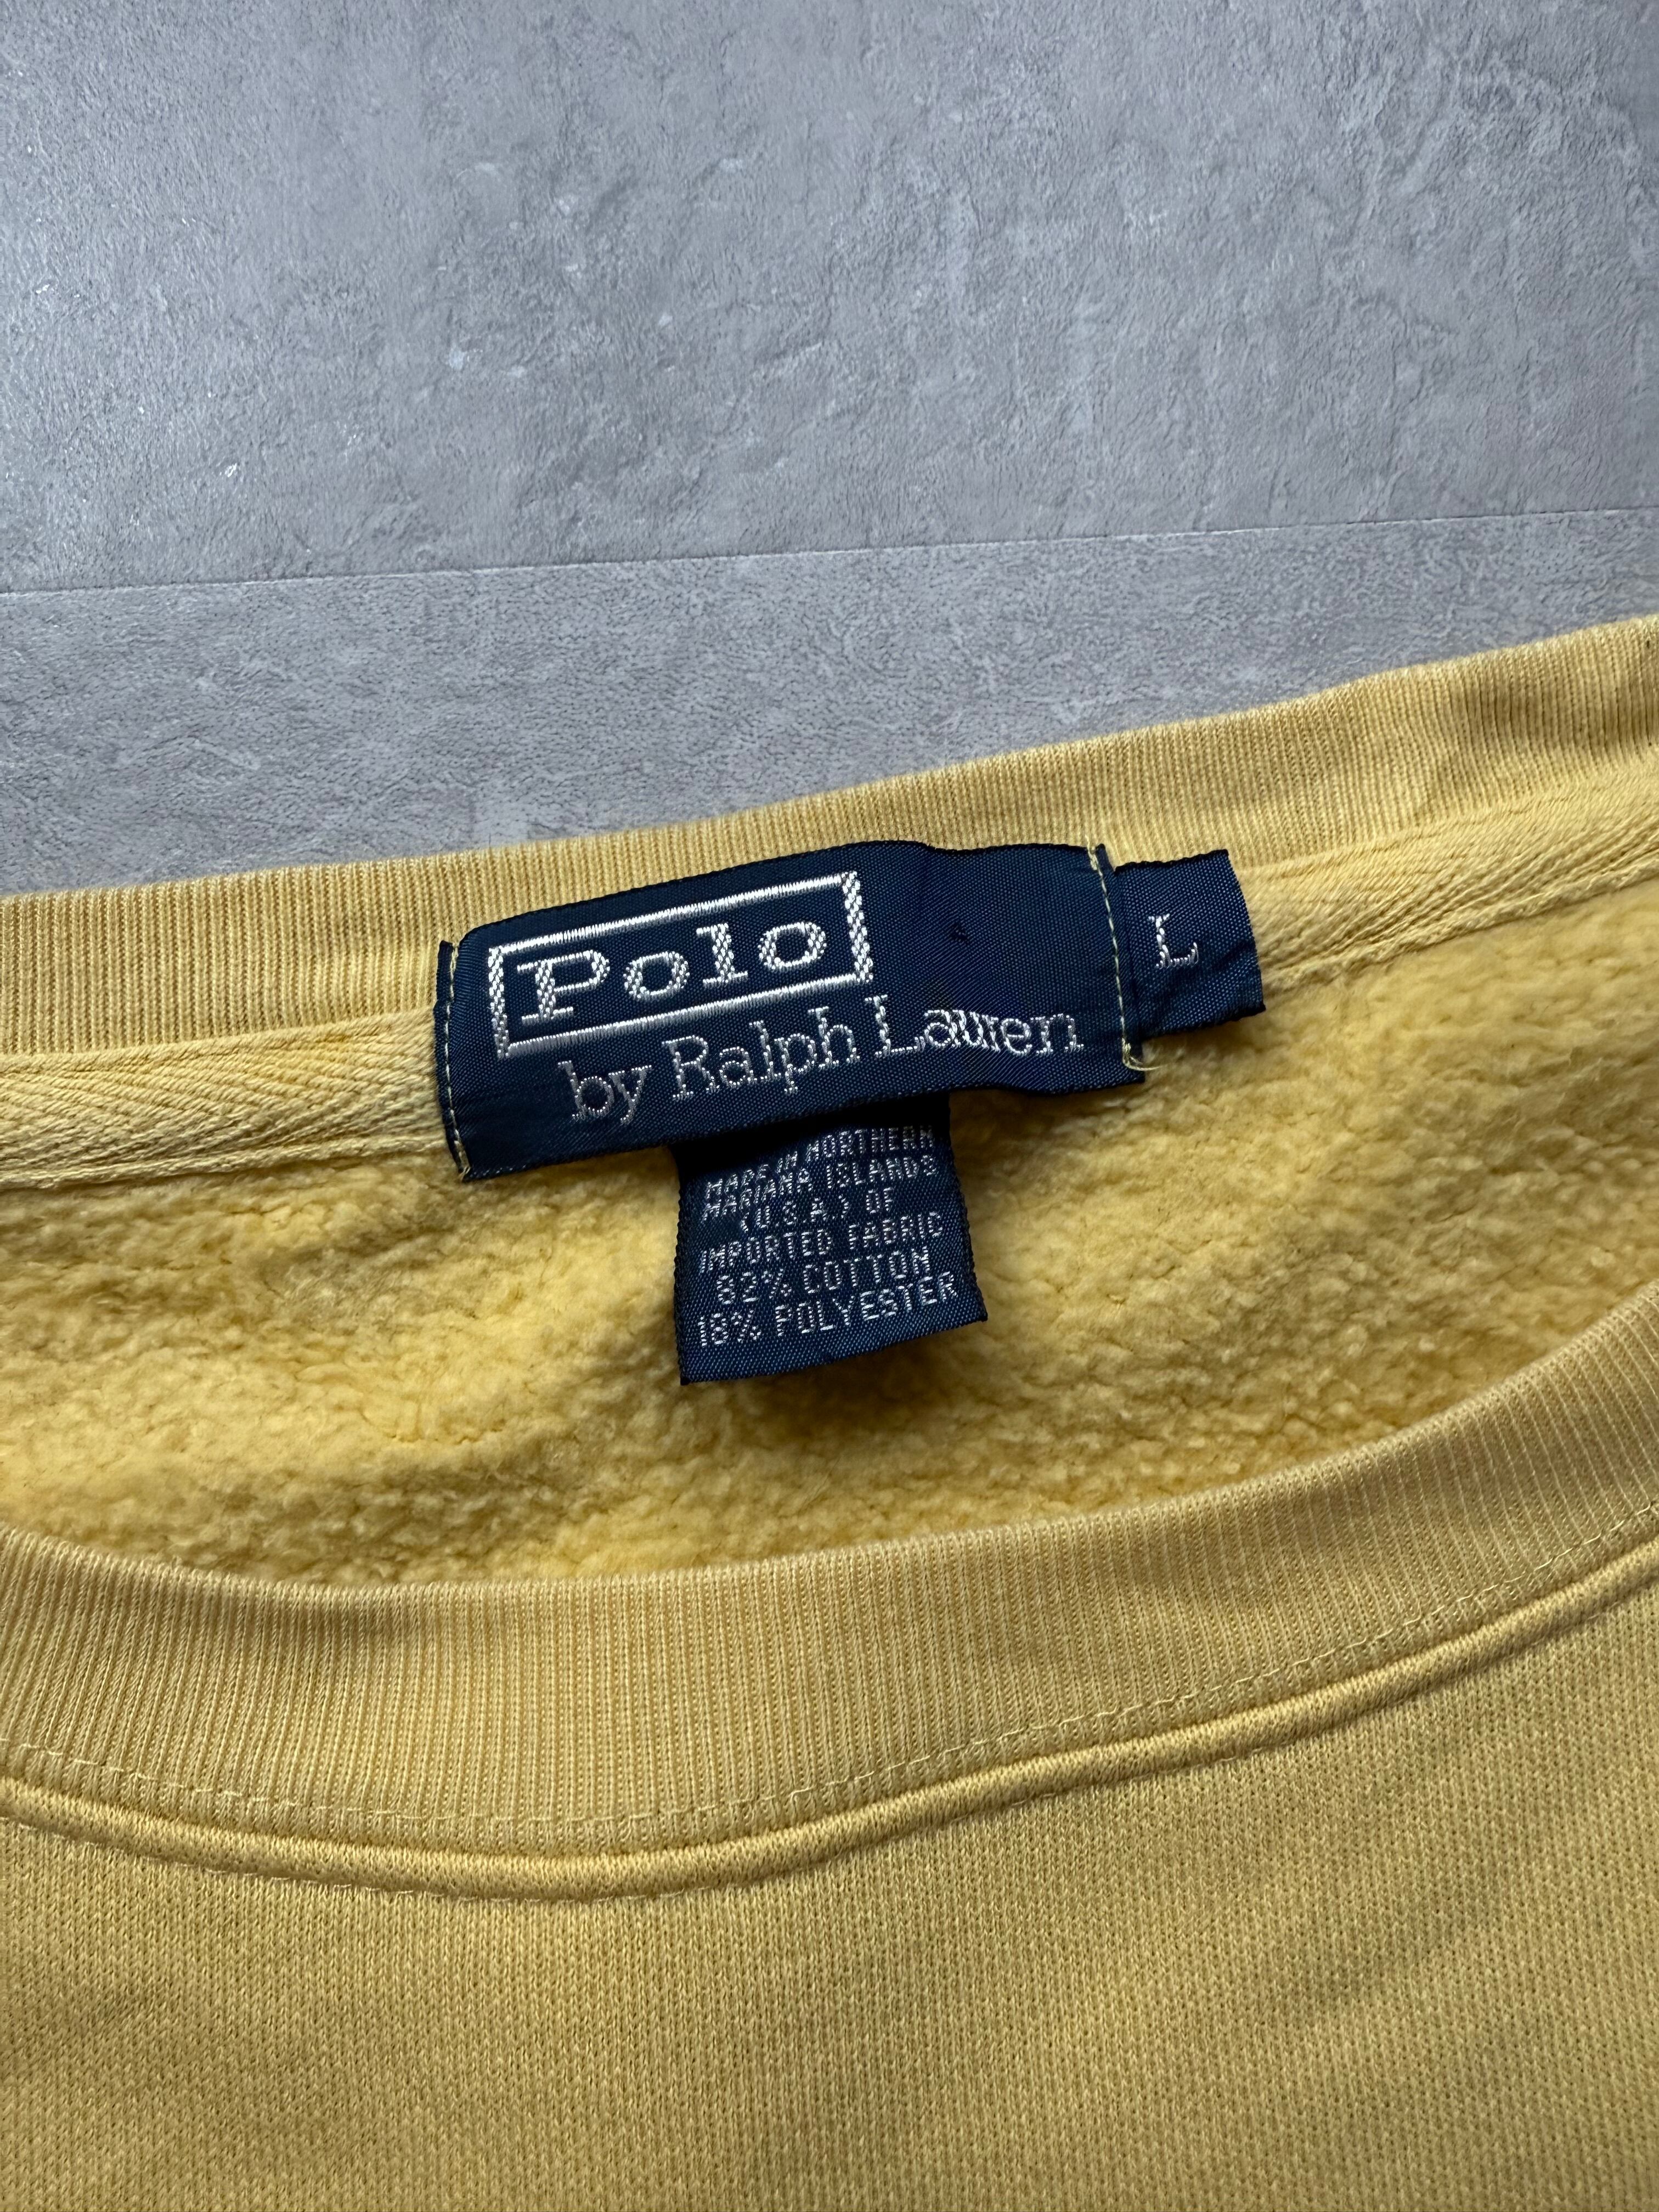 Polo
by Ralph Lauren
L
MADE IN NORTHERN
MARIANA ISLANDS
(U.S.A.) OF
IMPORTED FABRIC
82% COTTON
18% POLYESTER